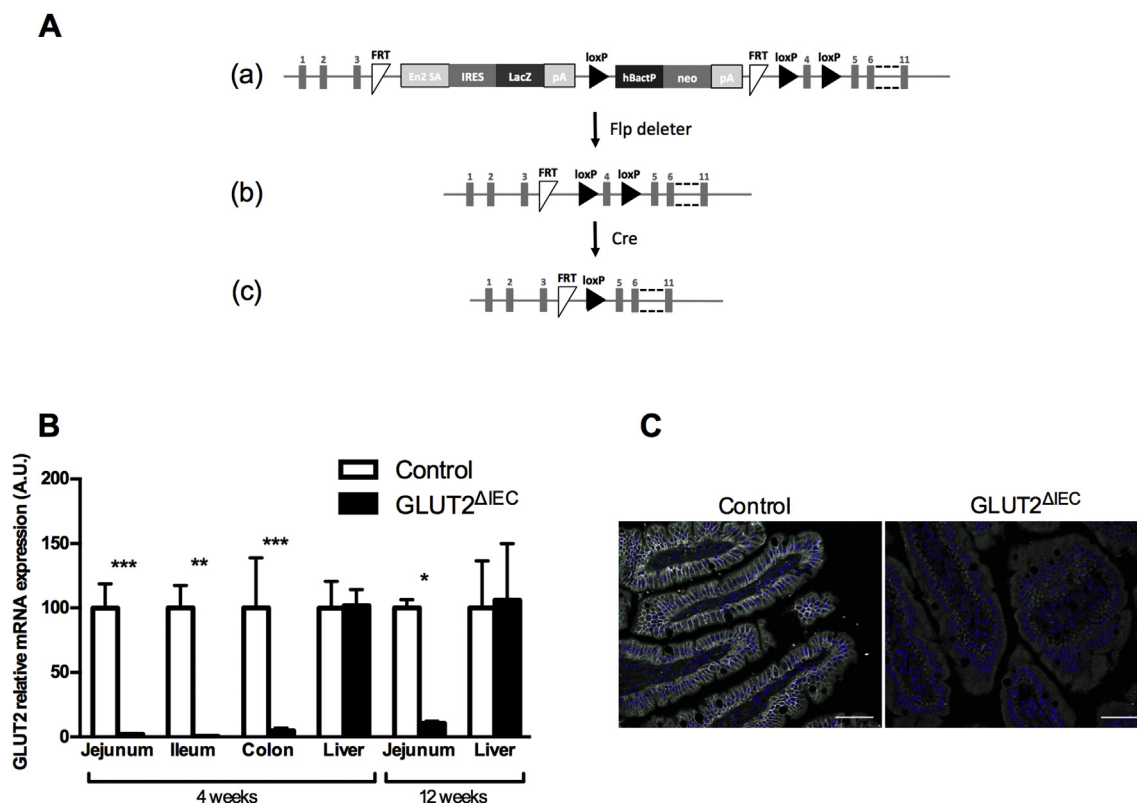 A
(a)
1 2 3 FRT En2 SA IRES LacZ pA loxP hBactP neo pA FRT loxP 4 loxP 5 6 11
Flp deleter
(b)
1 2 3 FRT loxP 4 loxP 5 6 11
Cre
(c)
1 2 3 FRT loxP 5 6 11
B
GLUT2 relative mRNA expression (A.U.)
200
150
100
50
0
Control
GLUT2ΔIEC
*** ** *** *
Jejunum Ileum Colon Liver Jejunum Liver
4 weeks 12 weeks
C
Control GLUT2ΔIEC